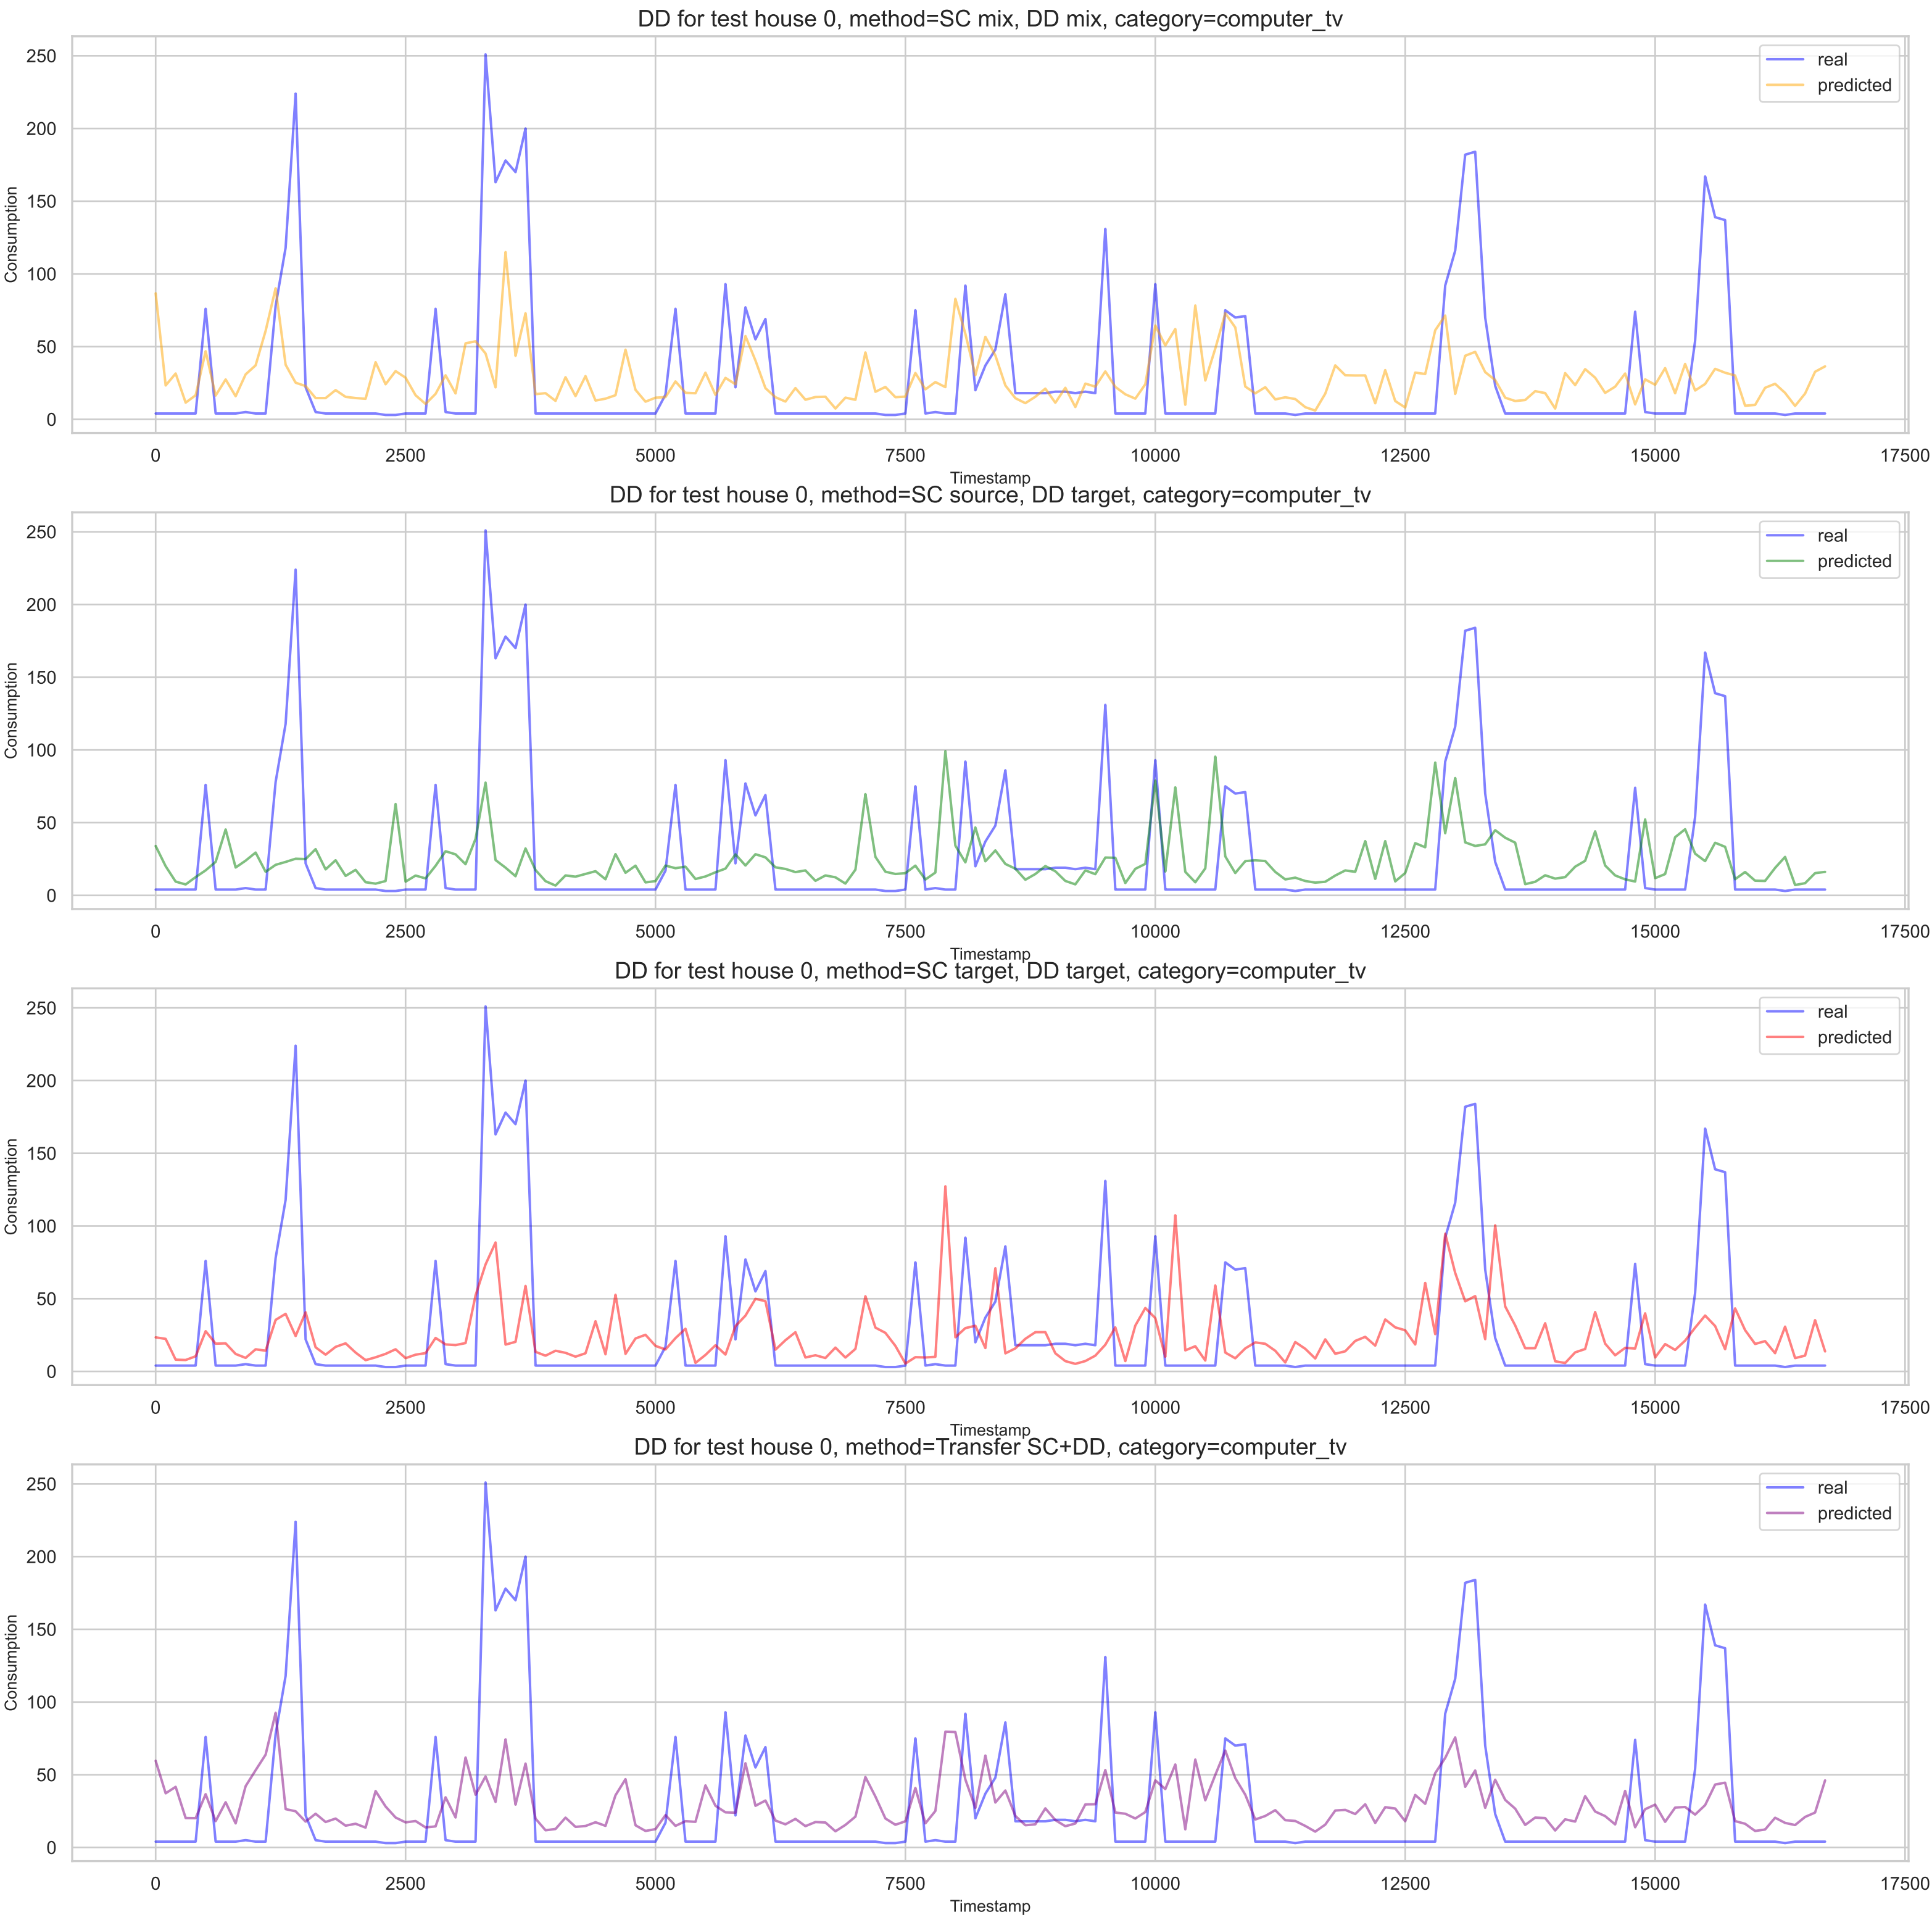 DD for test house 0, method=SC mix, DD mix, category=computer_tv
real
predicted
250
200
150
100
50
0
Consumption
0 2500 5000 7500 10000 12500 15000 17500
Timestamp
DD for test house 0, method=SC source, DD target, category=computer_tv
real
predicted
250
200
150
100
50
0
Consumption
0 2500 5000 7500 10000 12500 15000 17500
Timestamp
DD for test house 0, method=SC target, DD target, category=computer_tv
real
predicted
250
200
150
100
50
0
Consumption
0 2500 5000 7500 10000 12500 15000 17500
Timestamp
DD for test house 0, method=Transfer SC+DD, category=computer_tv
real
predicted
250
200
150
100
50
0
Consumption
0 2500 5000 7500 10000 12500 15000 17500
Timestamp